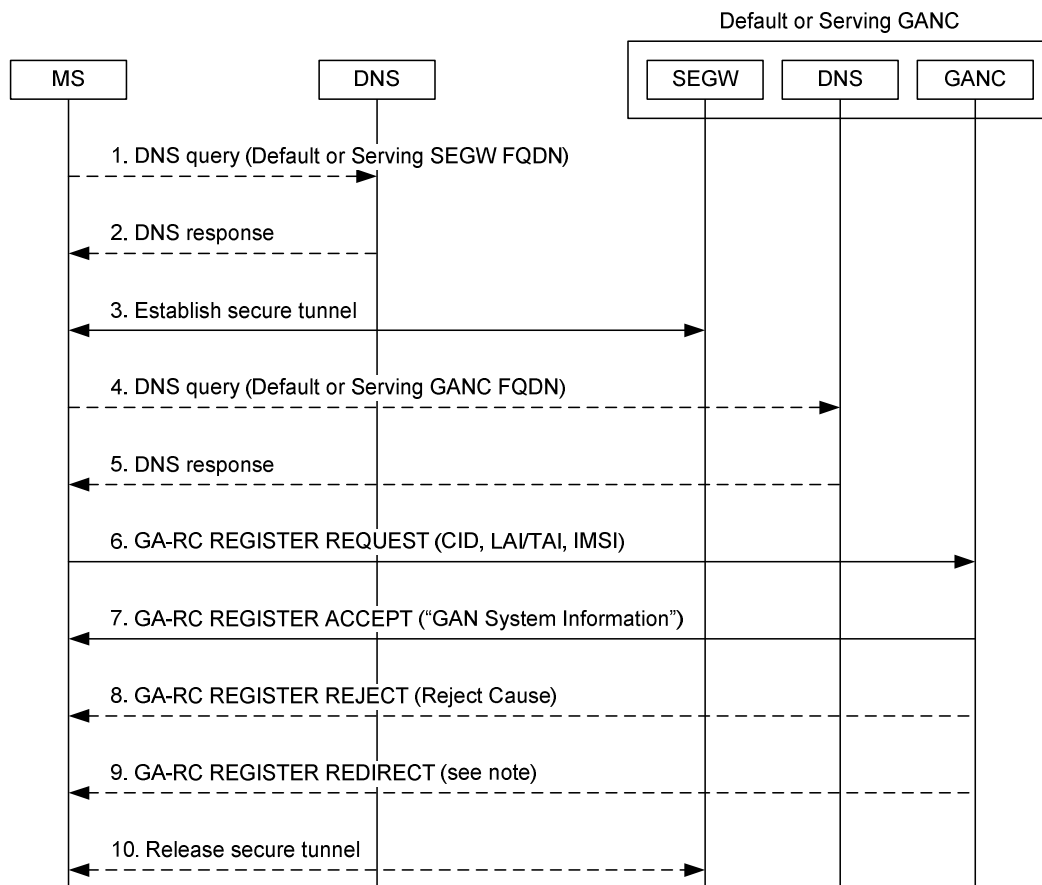 Default or Serving GANC
MS
DNS
SEGW
DNS
GANC
1. DNS query (Default or Serving SEGW FQDN)
2. DNS response
3. Establish secure tunnel
4. DNS query (Default or Serving GANC FQDN)
5. DNS response
6. GA-RC REGISTER REQUEST (CID, LAI/TAI, IMSI)
7. GA-RC REGISTER ACCEPT (“GAN System Information”)
8. GA-RC REGISTER REJECT (Reject Cause)
9. GA-RC REGISTER REDIRECT (see note)
10. Release secure tunnel